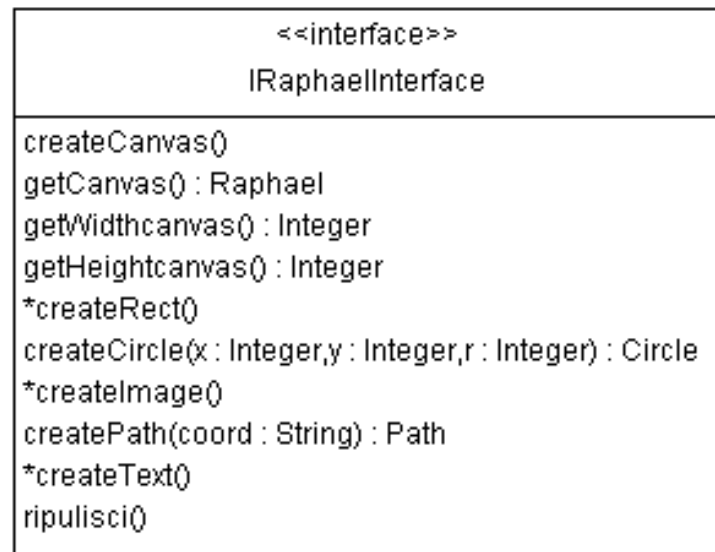 <<interface>>
IRaphaelInterface
createCanvas()
getCanvas() : Raphael
getWidthcanvas() : Integer
getHeightcanvas() : Integer
*createRect()
createCircle(x : Integer,y : Integer,r : Integer) : Circle
*createImage()
createPath(coord : String) : Path
*createText()
ripulisci()